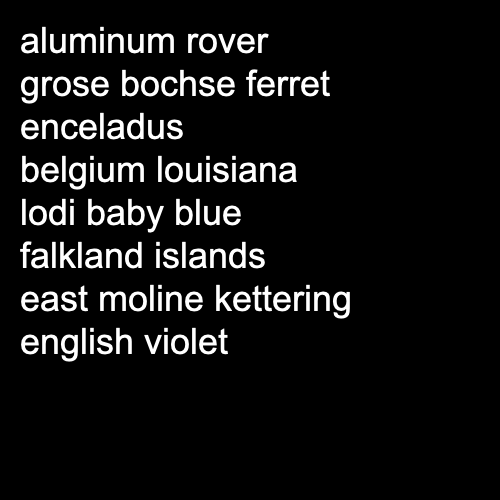 aluminum rover
grose bochse ferret
enceladus
belgium louisiana
lodi baby blue
falkland islands
east moline kettering
english violet